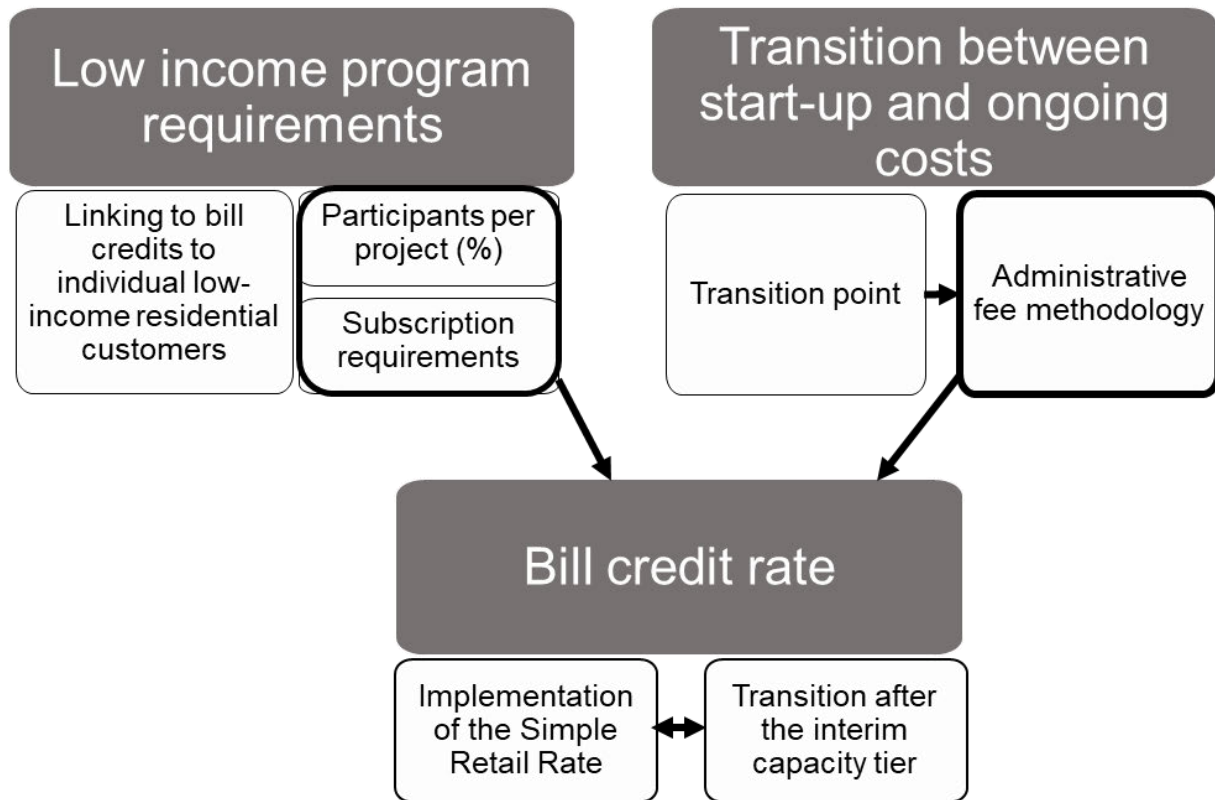 Low income program
requirements
Linking to bill
credits to
individual low-
income residential
customers
Participants per
project (%)
Subscription
requirements
Transition between
start-up and ongoing
costs
Transition point
Administrative
fee methodology
Bill credit rate
Implementation
of the Simple
Retail Rate
Transition after
the interim
capacity tier